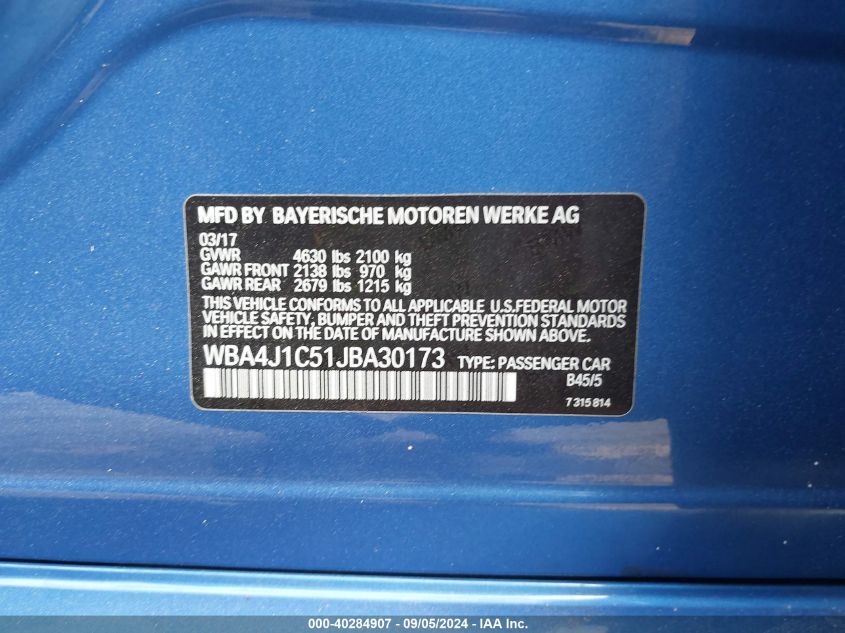 MFD BY BAYERISCHE MOTOREN WERKE AG
03/17
GVWR 4630 lbs 2100 kg
GAWR FRONT 2138 lbs 970 kg
GAWR REAR 2679 lbs 1215 kg
THIS VEHICLE CONFORMS TO ALL APPLICABLE U.S.FEDERAL MOTOR
VEHICLE SAFETY, BUMPER AND THEFT PREVENTION STANDARDS
IN EFFECT ON THE DATE OF MANUFACTURE SHOWN ABOVE.
WBA4J1C51JBA30173 TYPE: PASSENGER CAR
B45/5
7 315 814
000-40284907 - 09/05/2024 - IAA Inc.